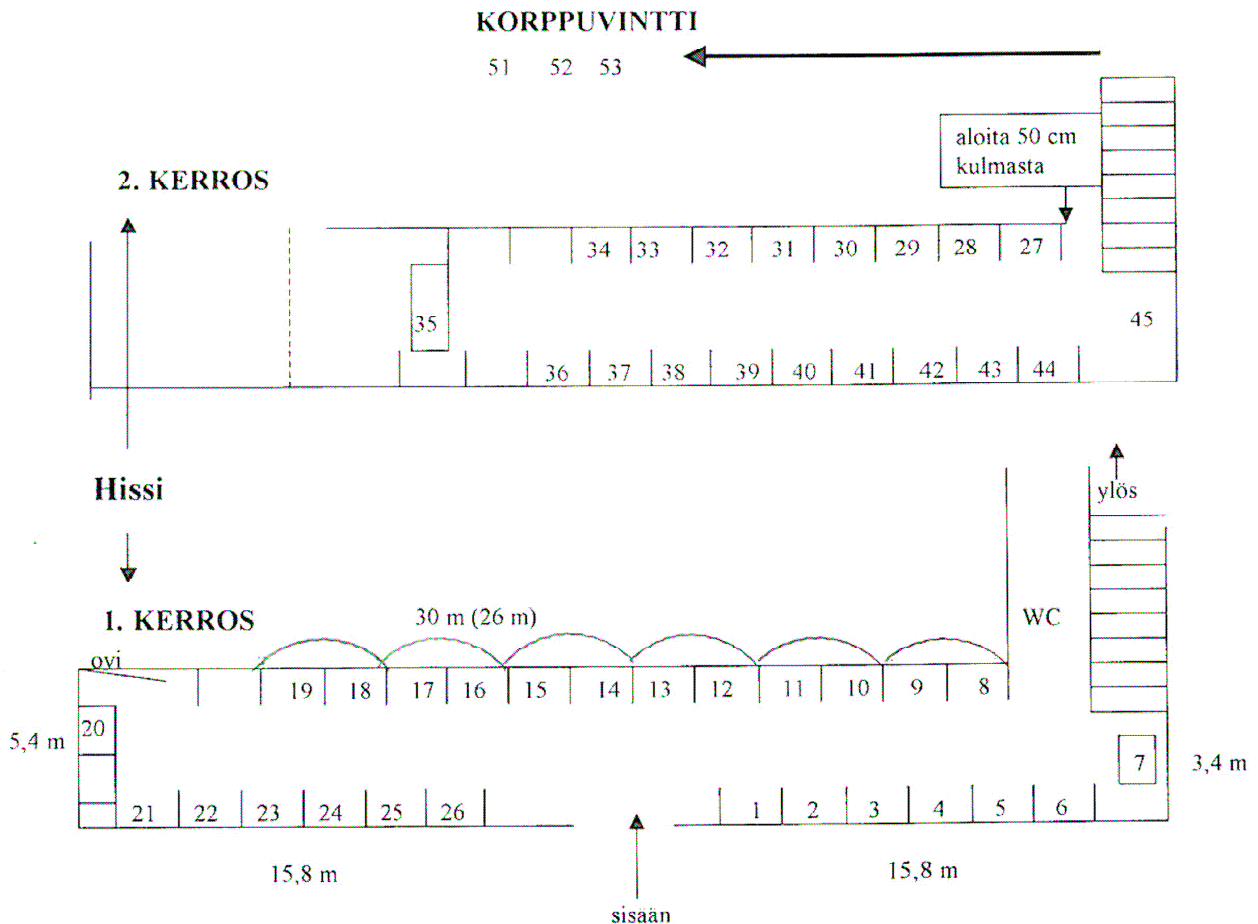 KORPPUVINTTI
51 52 53
aloita 50 cm
kulmasta
2. KERROS
34 33 32 31 30 29 28 27
35
45
36 37 38 39 40 41 42 43 44
Hissi
ylös
1. KERROS
30 m (26 m)
WC
ovi
19 18 17 16 15 14 13 12 11 10 9 8
20
5,4 m
7
3,4 m
21 22 23 24 25 26
1 2 3 4 5 6
15,8 m
15,8 m
sisään